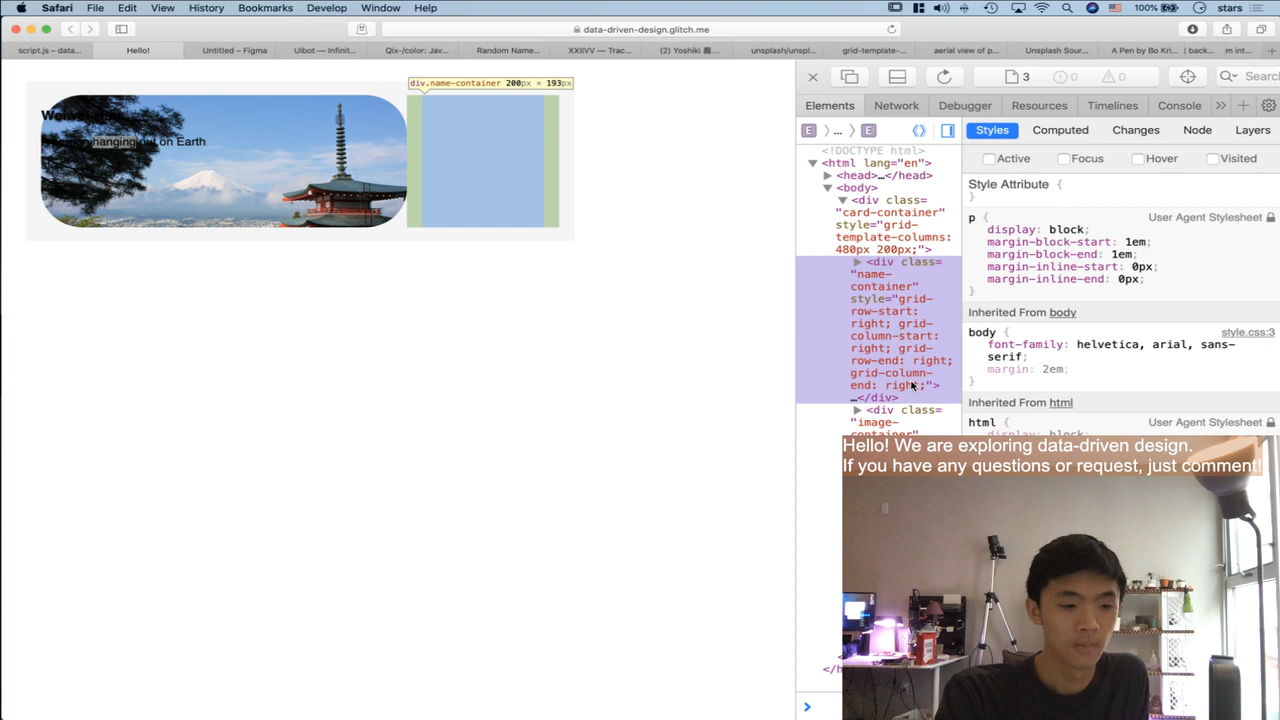 Safari File Edit View History Bookmarks Develop Window Help 100% stars
data-driven-design.glitch.me
script.js – data... Hello! Untitled – Figma Uibot — Infinit... Qix-/color: Jav... Random Name... XXIIVV — Trac... unsplash/unspl... grid-template-... aerial view of p... Unsplash Sour... A Pen by Bo Kri...
div.name-container 200px × 193px
hanging out on Earth
3 0 0 Search
Elements Network Debugger Resources Timelines Console
E ... E
Styles Computed Changes Node Layers
Active Focus Hover Visited
<!DOCTYPE html>
<html lang="en">
<head>…</head>
<body>
<div class=
"card-container"
style="grid-
template-columns:
480px 200px;">
<div class=
"name-
container"
style="grid-
row-start:
right; grid-
column-start:
right; grid-
row-end: right;
grid-column-
end: right;">
…</div>
<div class=
"image-
container"
Style Attribute {
}
p { User Agent Stylesheet
display: block;
margin-block-start: 1em;
margin-block-end: 1em;
margin-inline-start: 0px;
margin-inline-end: 0px;
}
Inherited From body
body { style.css:3
font-family: helvetica, arial, sans-
serif;
margin: 2em;
}
Inherited From html
html { User Agent Stylesheet
Hello! We are exploring data-driven design.
If you have any questions or request, just comment!